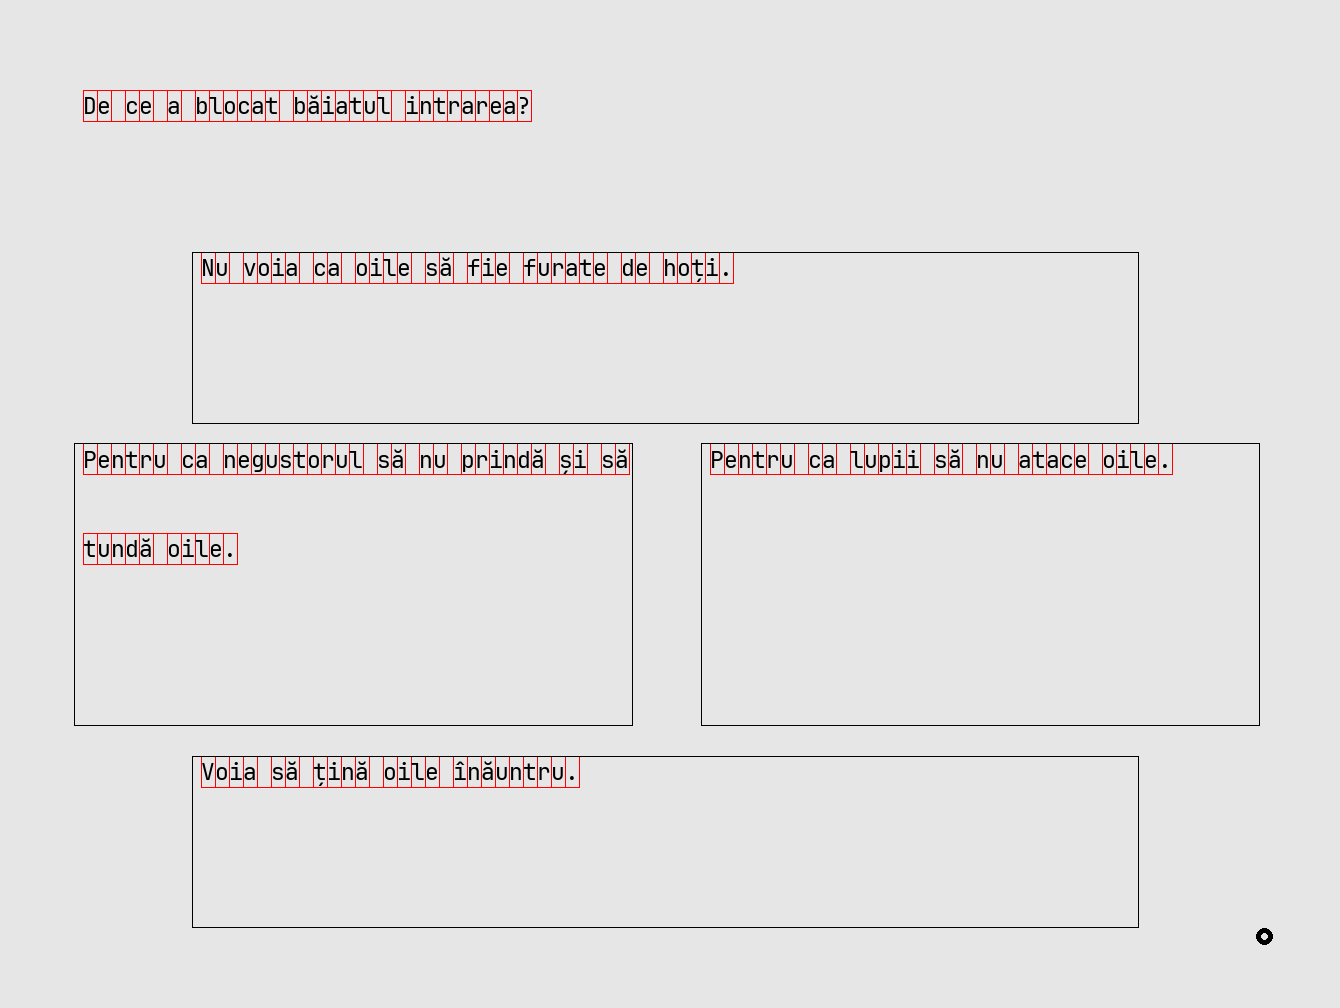 De ce a blocat băiatul intrarea?
Nu voia ca oile să fie furate de hoți.
Pentru ca negustorul să nu prindă și să
tundă oile.
Pentru ca lupii să nu atace oile.
Voia să țină oile înăuntru.